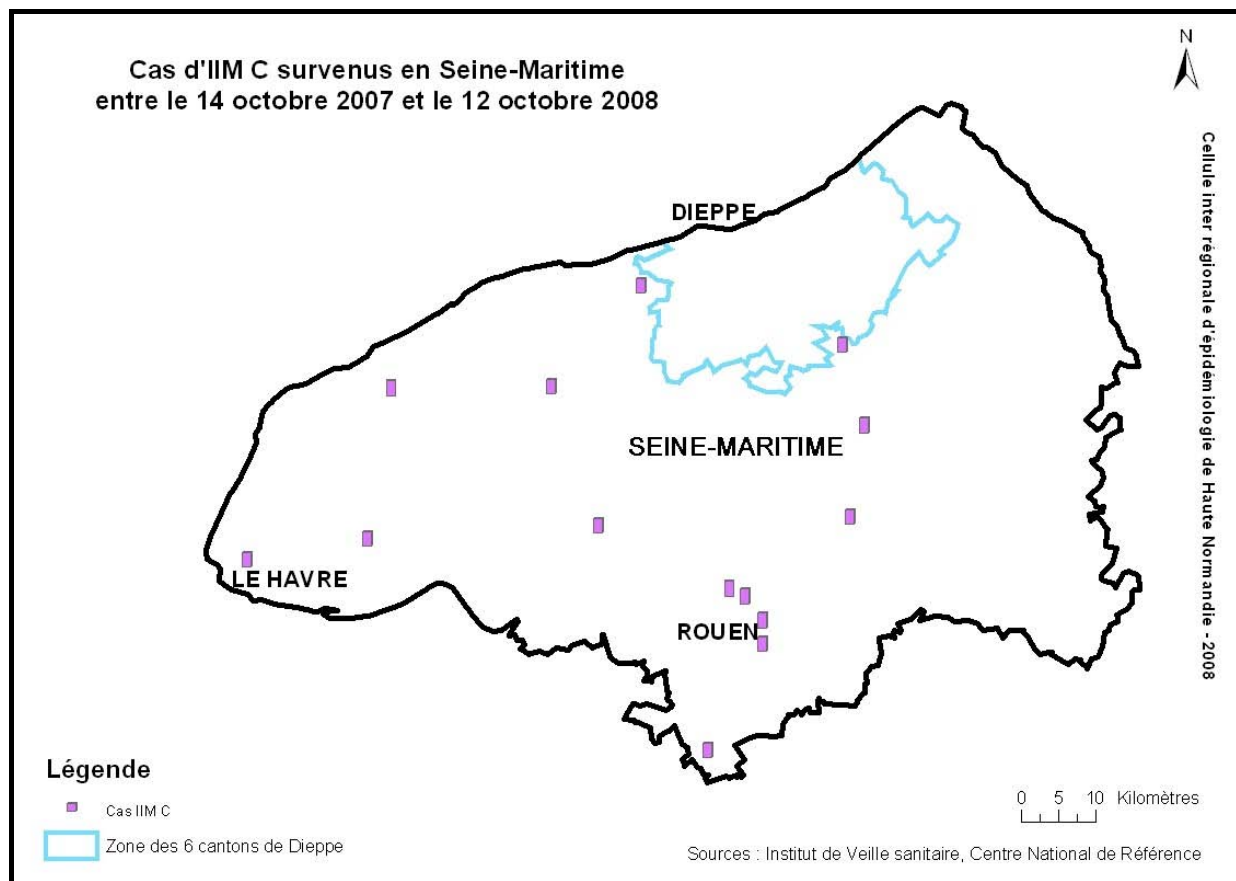 Cas d'IIM C survenus en Seine-Maritime
entre le 14 octobre 2007 et le 12 octobre 2008
N
Cellule inter régionale d'épidémiologie de Haute Normandie - 2008
DIEPPE
SEINE-MARITIME
LE HAVRE
ROUEN
Légende
Cas IIM C
Zone des 6 cantons de Dieppe
0 5 10 Kilomètres
Sources : Institut de Veille sanitaire, Centre National de Référence